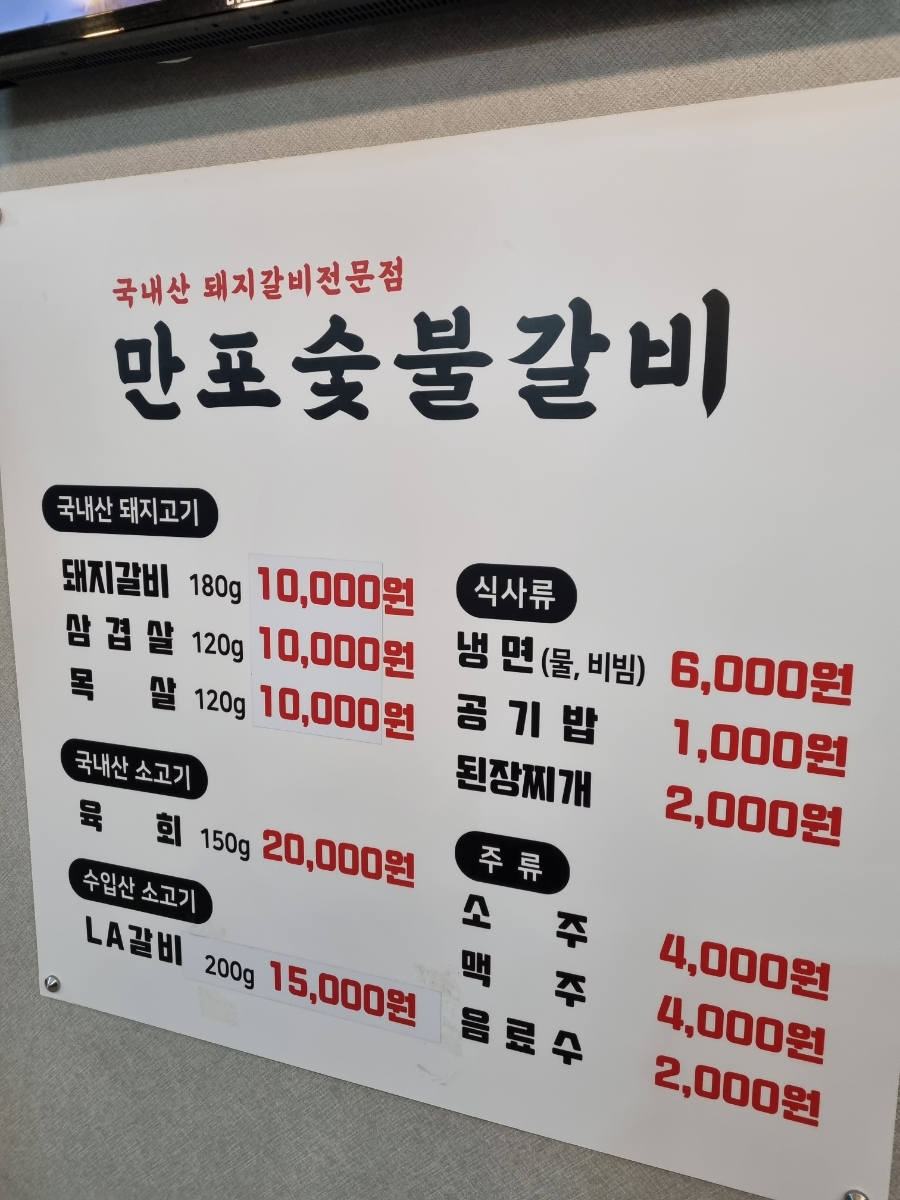 국내산 돼지갈비전문점
만포숯불갈비
국내산 돼지고기
돼지갈비 180g 10,000원
삼겹살 120g 10,000원
목살 120g 10,000원
국내산 소고기
육회 150g 20,000원
수입산 소고기
LA갈비 200g 15,000원
식사류
냉면(물, 비빔) 6,000원
공기밥 1,000원
된장찌개 2,000원
주류
소주 4,000원
맥주 4,000원
음료수 2,000원